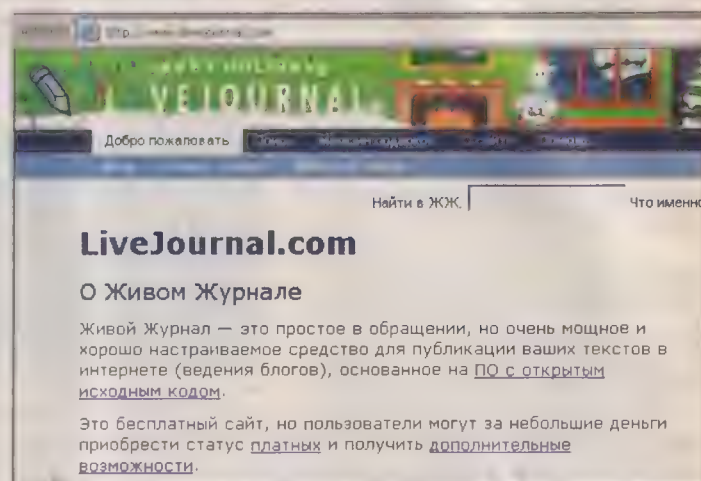 LIVEJOURNAL
Добро пожаловать
Найти в ЖЖ. Что именно
LiveJournal.com
О Живом Журнале
Живой Журнал — это простое в обращении, но очень мощное и
хорошо настраиваемое средство для публикации ваших текстов в
интернете (ведения блогов), основанное на ПО с открытым
исходным кодом.
Это бесплатный сайт, но пользователи могут за небольшие деньги
приобрести статус платных и получить дополнительные
возможности.